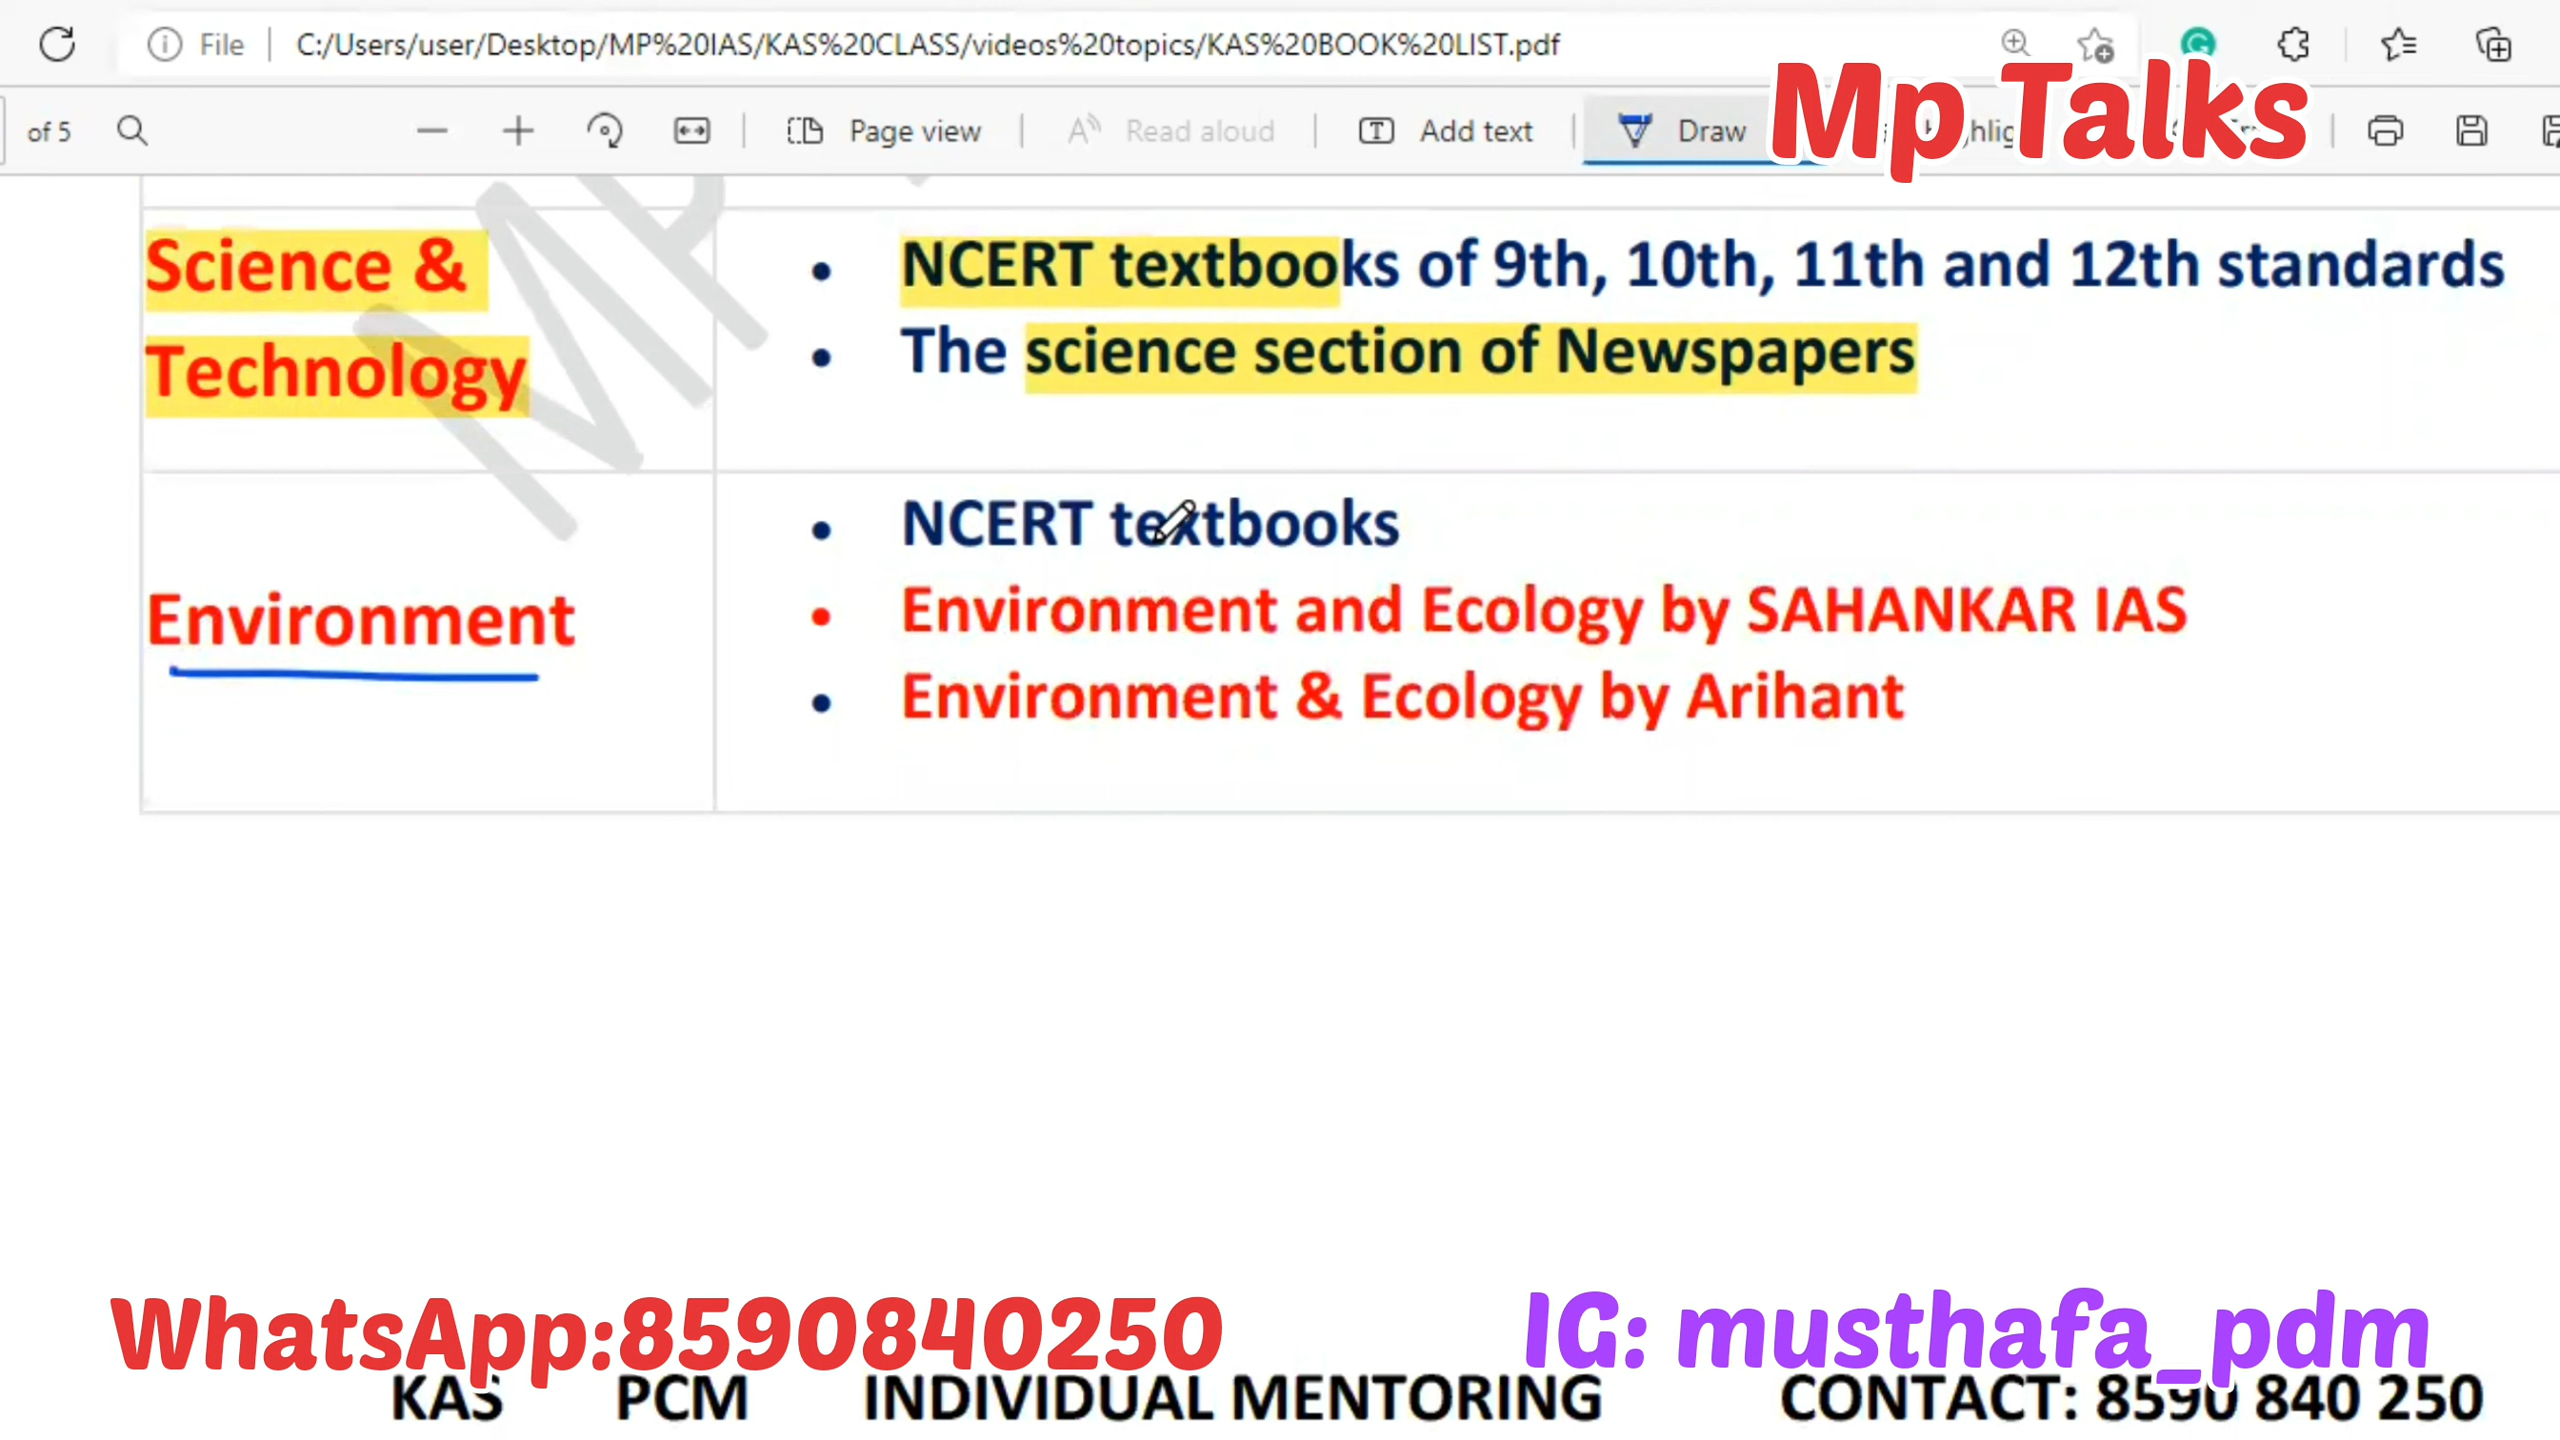 File C:/Users/user/Desktop/MP%20IAS/KAS%20CLASS/videos%20topics/KAS%20BOOK%20LIST.pdf
Mp Talks
of 5 Page view Read aloud Add text Draw
Science &
Technology
• NCERT textbooks of 9th, 10th, 11th and 12th standards
• The science section of Newspapers
Environment
• NCERT textbooks
• Environment and Ecology by SAHANKAR IAS
• Environment & Ecology by Arihant
WhatsApp:8590840250 IG: musthafa_pdm
KAS PCM INDIVIDUAL MENTORING CONTACT: 8590 840 250